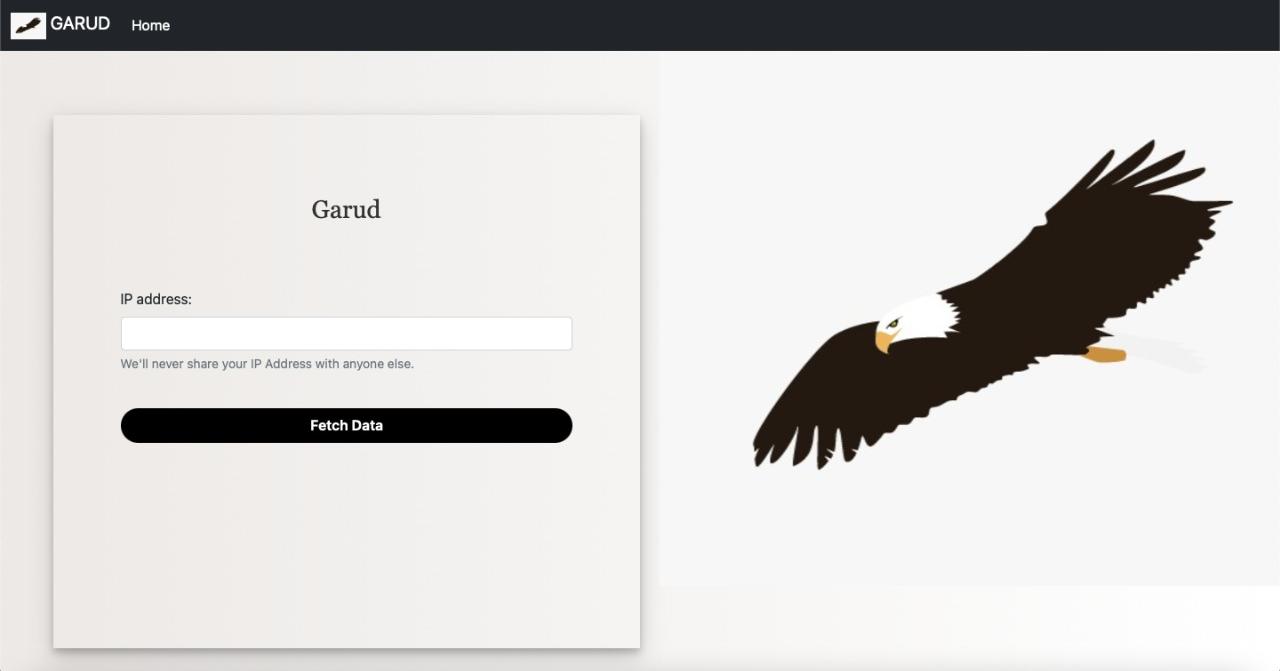 GARUD Home
Garud
IP address:
We'll never share your IP Address with anyone else.
Fetch Data